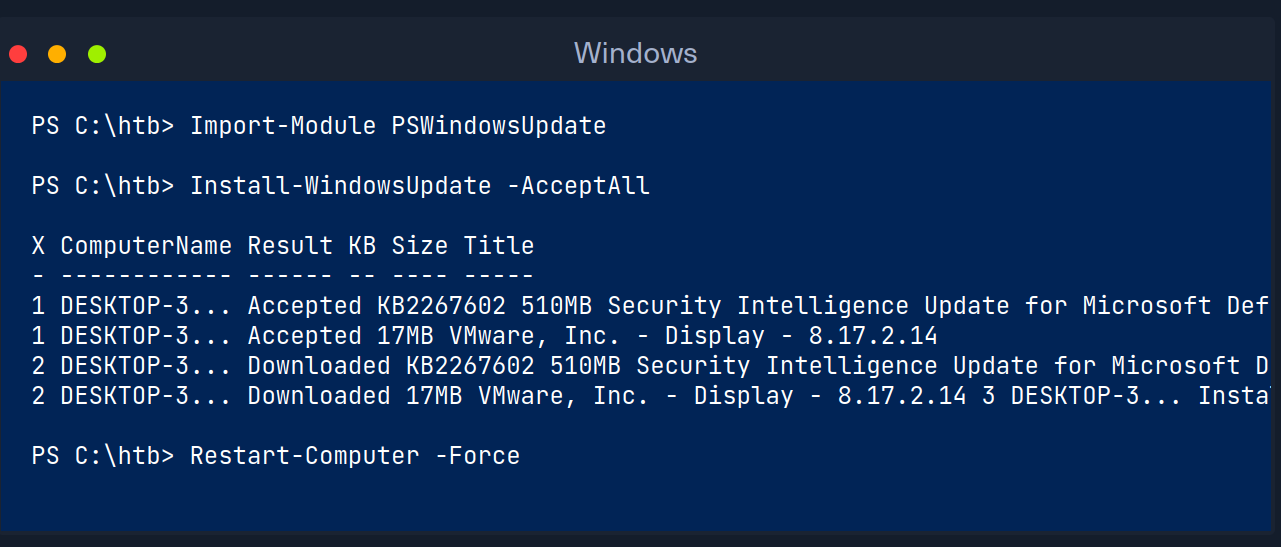 Windows
PS C:\htb> Import-Module PSWindowsUpdate
PS C:\htb> Install-WindowsUpdate -AcceptAll
X ComputerName Result KB Size Title
- ------------ ------ -- ---- -----
1 DESKTOP-3... Accepted KB2267602 510MB Security Intelligence Update for Microsoft Def
1 DESKTOP-3... Accepted 17MB VMware, Inc. - Display - 8.17.2.14
2 DESKTOP-3... Downloaded KB2267602 510MB Security Intelligence Update for Microsoft D
2 DESKTOP-3... Downloaded 17MB VMware, Inc. - Display - 8.17.2.14 3 DESKTOP-3... Insta
PS C:\htb> Restart-Computer -Force